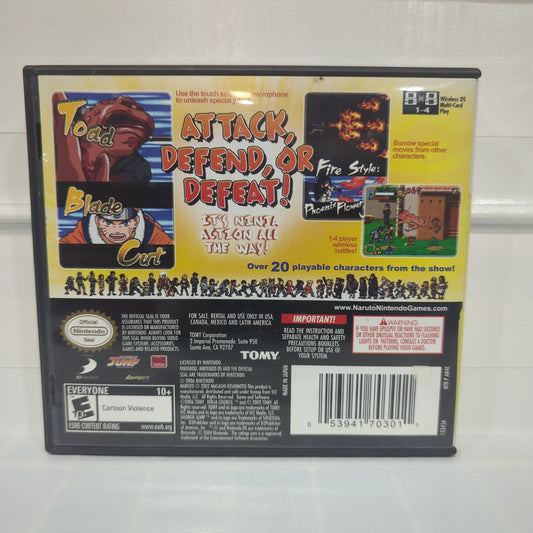 Use the touch screen microphone
to unleash special
Toad
Blade
Cut
ATTACK,
DEFEND, OR
DEFEAT!
IT'S NINJA
ACTION ALL
THE WAY!
Fire Style:
Phoenix Flower
1-4
Wireless DS
Multi-Card
Play
Borrow special
moves from other
characters.
1-4 player
wireless
battles!
Over 20 playable characters from the show!
www.NarutoNintendoGames.com
Official
Nintendo
Seal
THE OFFICIAL SEAL IS YOUR
ASSURANCE THAT THIS PRODUCT
IS LICENSED OR MANUFACTURED
BY NINTENDO. ALWAYS LOOK FOR
THIS SEAL WHEN BUYING VIDEO
GAME SYSTEMS, ACCESSORIES,
GAMES AND RELATED PRODUCTS.
FOR SALE, RENTAL AND USE ONLY IN USA,
CANADA, MEXICO AND LATIN AMERICA.
TOMY Corporation
3 Imperial Promenade, Suite 950
Santa Ana, CA 92707
TOMY
JUMP
ASPECT
EVERYONE 10+
Cartoon Violence
ESRB CONTENT RATING
www.esrb.org
LICENSED BY NINTENDO
NINTENDO, NINTENDO DS AND THE OFFICIAL
SEAL ARE TRADEMARKS OF NINTENDO.
© 2006 NINTENDO
IMPORTANT!
READ THE INSTRUCTION AND
SEPARATE HEALTH AND SAFETY
PRECAUTIONS BOOKLETS
BEFORE SETUP OR USE OF
YOUR SYSTEM.
WARNING:
IF YOU HAVE EPILEPSY OR HAVE HAD SEIZURES
OR OTHER UNUSUAL REACTIONS TO FLASHING
LIGHTS OR PATTERNS, CONSULT A DOCTOR
BEFORE PLAYING VIDEO GAMES.
MADE IN JAPAN
0 53941 70301 1